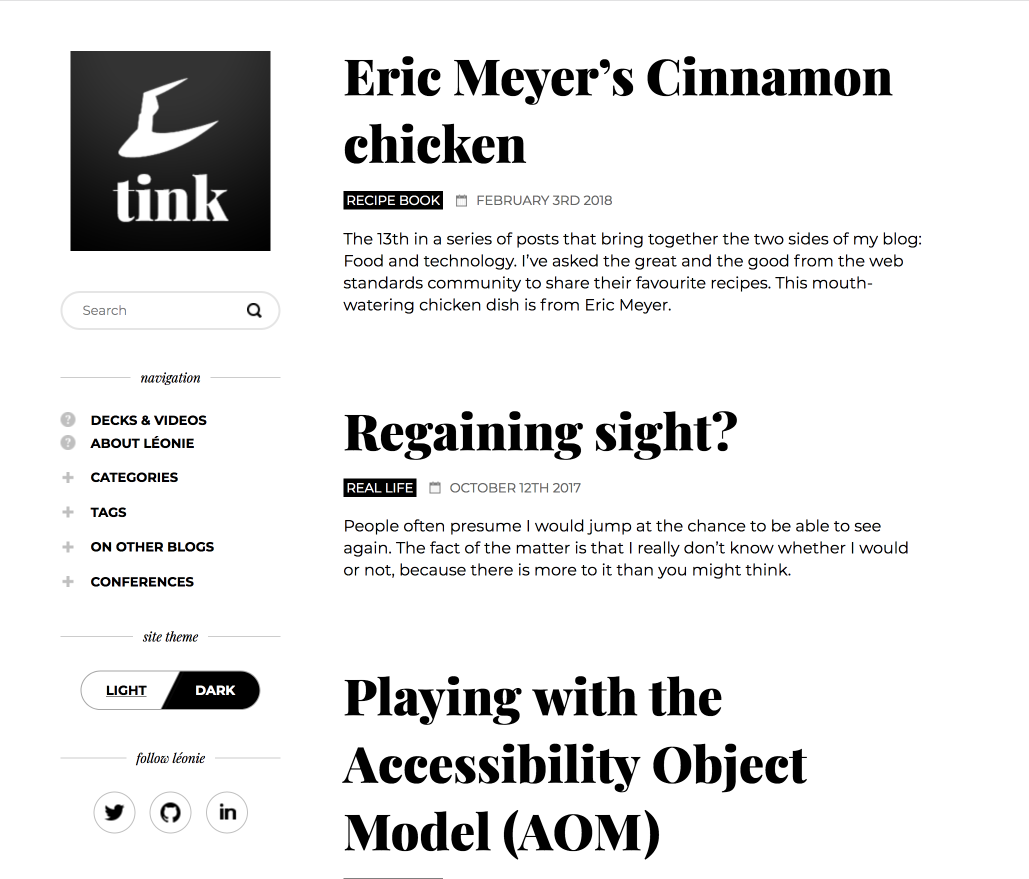 tink
Search
navigation
DECKS & VIDEOS
ABOUT LÉONIE
CATEGORIES
TAGS
ON OTHER BLOGS
CONFERENCES
site theme
LIGHT DARK
follow léonie
in
Eric Meyer’s Cinnamon
chicken
RECIPE BOOK FEBRUARY 3RD 2018
The 13th in a series of posts that bring together the two sides of my blog:
Food and technology. I’ve asked the great and the good from the web
standards community to share their favourite recipes. This mouth-
watering chicken dish is from Eric Meyer.
Regaining sight?
REAL LIFE OCTOBER 12TH 2017
People often presume I would jump at the chance to be able to see
again. The fact of the matter is that I really don’t know whether I would
or not, because there is more to it than you might think.
Playing with the
Accessibility Object
Model (AOM)